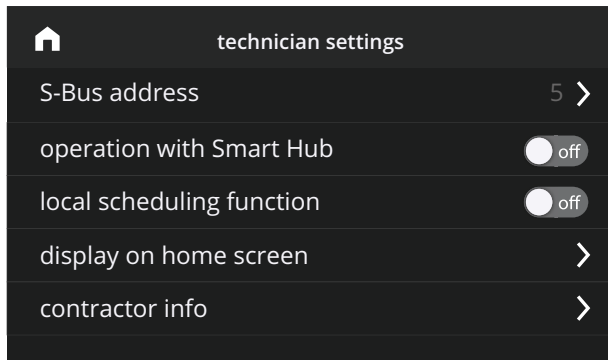 technician settings
S-Bus address 5
operation with Smart Hub off
local scheduling function off
display on home screen
contractor info